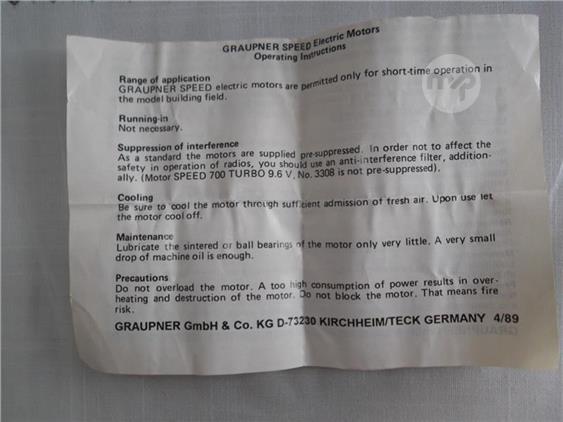 GRAUPNER SPEED Electric Motors
Operating Instructions
Range of application
GRAUPNER SPEED electric motors are permitted only for short-time operation in
the model building field.
Running-in
Not necessary.
Suppression of interference
As a standard the motors are supplied pre-suppressed. In order not to affect the
safety in operation of radios, you should use an anti-interference filter, addition-
ally. (Motor SPEED 700 TURBO 9.6 V, No. 3308 is not pre-suppressed).
Cooling
Be sure to cool the motor through sufficient admission of fresh air. Upon use let
the motor cool off.
Maintenance
Lubricate the sintered or ball bearings of the motor only very little. A very small
drop of machine oil is enough.
Precautions
Do not overload the motor. A too high consumption of power results in over-
heating and destruction of the motor. Do not block the motor. That means fire
risk.
GRAUPNER GmbH & Co. KG D-73230 KIRCHHEIM/TECK GERMANY 4/89